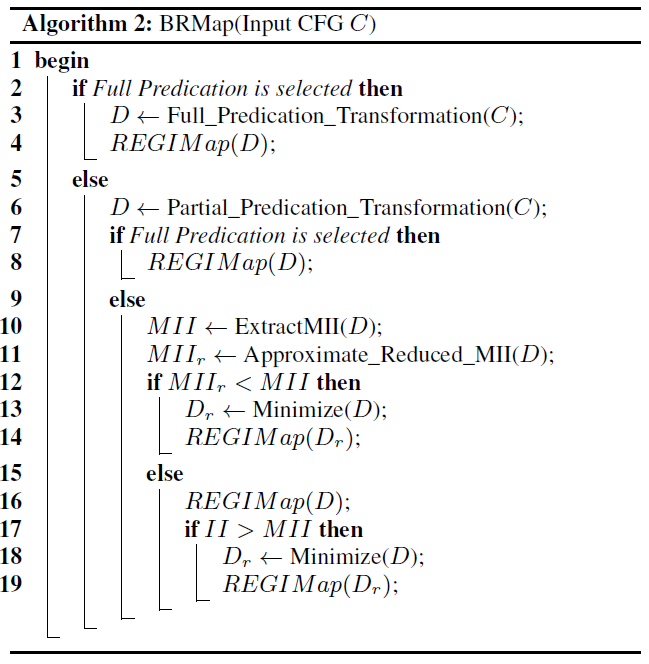 Algorithm 2: BRMap(Input CFG C)
1 begin
2 if Full Predication is selected then
3 D ← Full_Predication_Transformation(C);
4 REGIMap(D);
5 else
6 D ← Partial_Predication_Transformation(C);
7 if Full Predication is selected then
8 REGIMap(D);
9 else
10 MII ← ExtractMII(D);
11 MII_r ← Approximate_Reduced_MII(D);
12 if MII_r < MII then
13 D_r ← Minimize(D);
14 REGIMap(D_r);
15 else
16 REGIMap(D);
17 if II > MII then
18 D_r ← Minimize(D);
19 REGIMap(D_r);